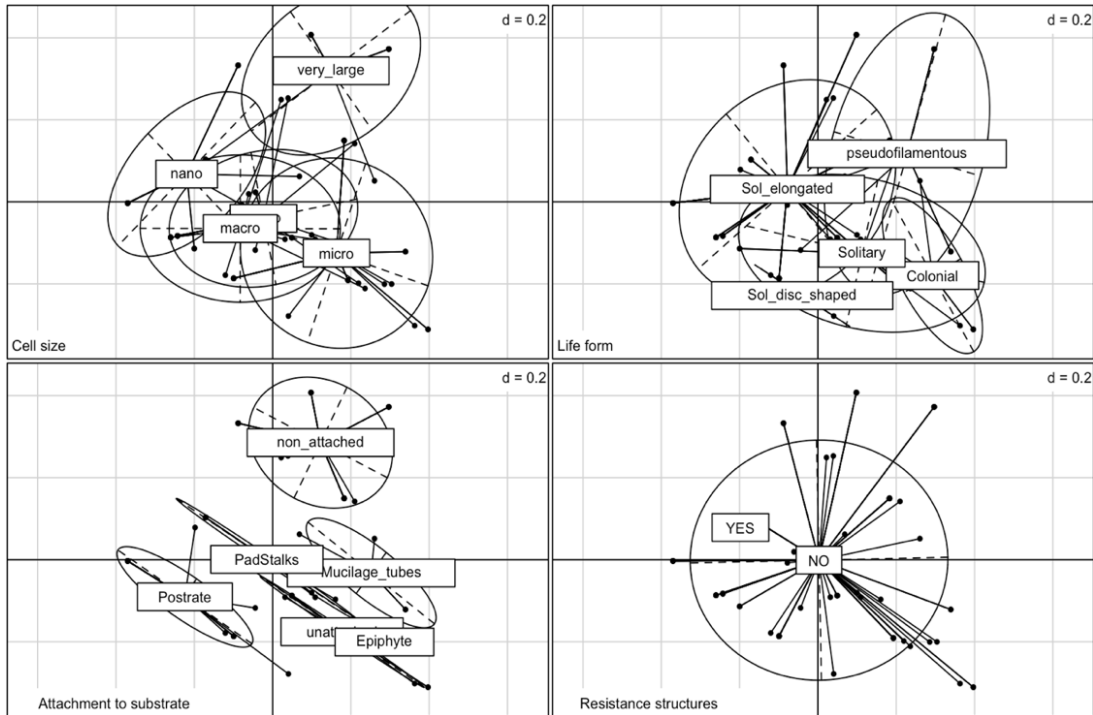 d = 0.2
very_large
nano
macro
micro
Cell size
d = 0.2
pseudofilamentous
Sol_elongated
Solitary
Colonial
Sol_disc_shaped
Life form
d = 0.2
non_attached
PadStalks
Mucilage_tubes
Postrate
Epiphyte
Attachment to substrate
d = 0.2
YES
NO
Resistance structures